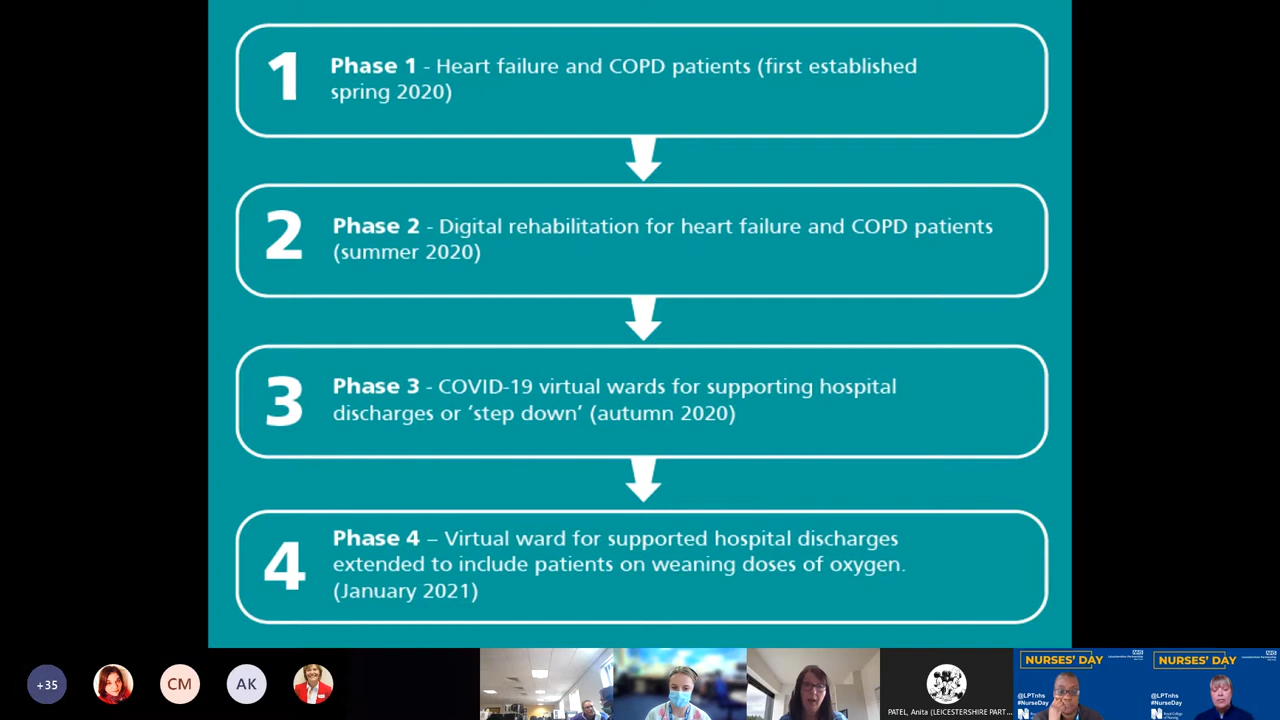 1
Phase 1 - Heart failure and COPD patients (first established
spring 2020)
2
Phase 2 - Digital rehabilitation for heart failure and COPD patients
(summer 2020)
3
Phase 3 - COVID-19 virtual wards for supporting hospital
discharges or ‘step down’ (autumn 2020)
4
Phase 4 – Virtual ward for supported hospital discharges
extended to include patients on weaning doses of oxygen.
(January 2021)
+35
CM
AK
PATEL, Anita (LEICESTERSHIRE PART...
NURSES' DAY
NHS
@LPTnhs
#NurseDay
NURSES' DAY
NHS
@LPTnhs
#NurseDay